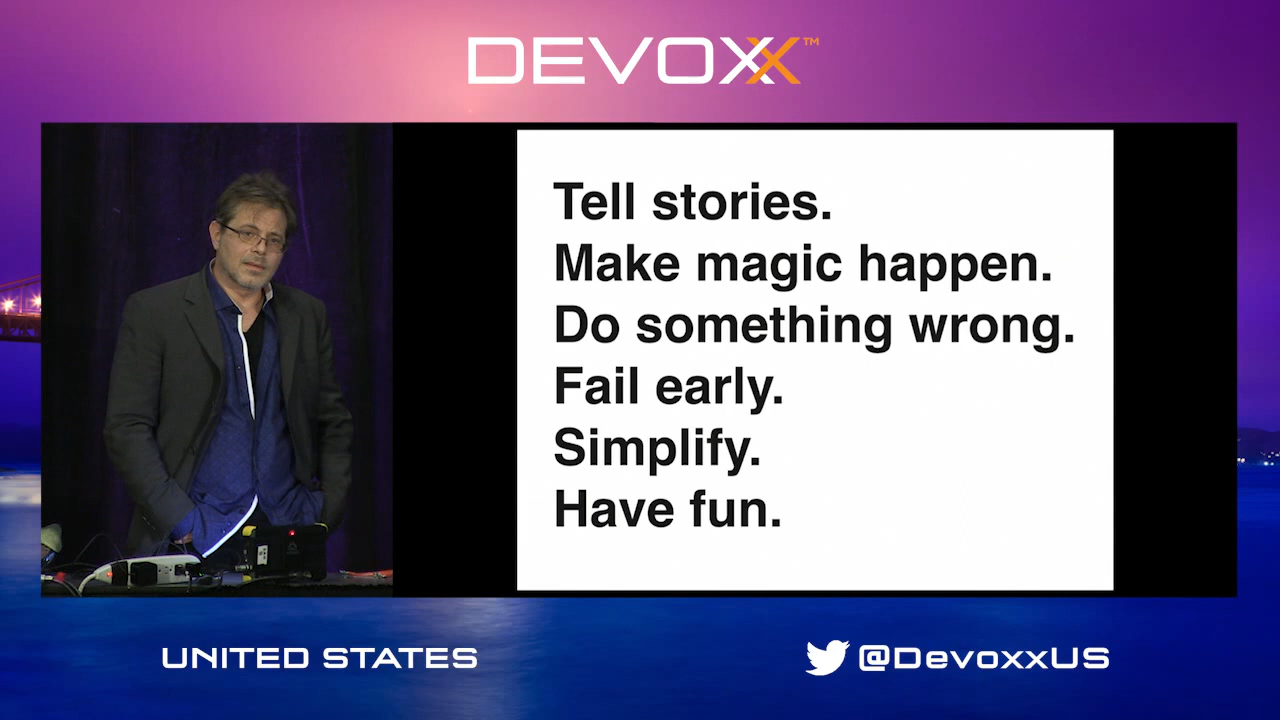 DEVOXX™
Tell stories.
Make magic happen.
Do something wrong.
Fail early.
Simplify.
Have fun.
UNITED STATES
@DevoxxUS